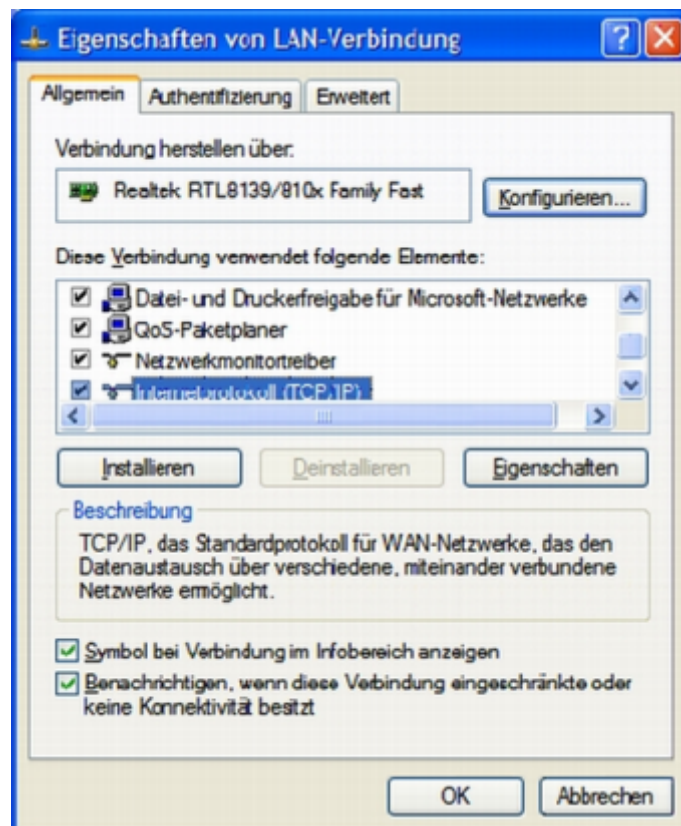 Eigenschaften von LAN-Verbindung
Allgemein Authentifizierung Erweitert
Verbindung herstellen über:
Realtek RTL8139/810x Family Fast Konfigurieren...
Diese Verbindung verwendet folgende Elemente:
Datei- und Druckerfreigabe für Microsoft-Netzwerke
QoS-Paketplaner
Netzwerkmonitortreiber
Internetprotokoll (TCP/IP)
Installieren Deinstallieren Eigenschaften
Beschreibung
TCP/IP, das Standardprotokoll für WAN-Netzwerke, das den
Datenaustausch über verschiedene, miteinander verbundene
Netzwerke ermöglicht.
Symbol bei Verbindung im Infobereich anzeigen
Benachrichtigen, wenn diese Verbindung eingeschränkte oder
keine Konnektivität besitzt
OK Abbrechen